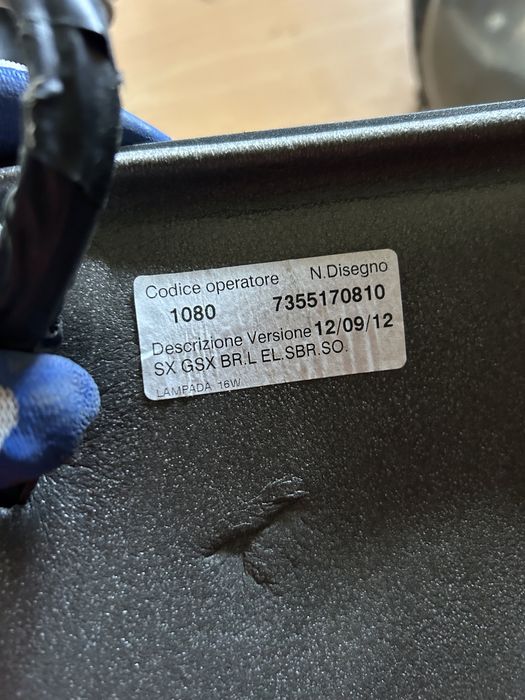 Codice operatore N.Disegno
1080 7355170810
Descrizione Versione 12/09/12
SX GSX BR.L EL.SBR.SO.
LAMPADA 16W